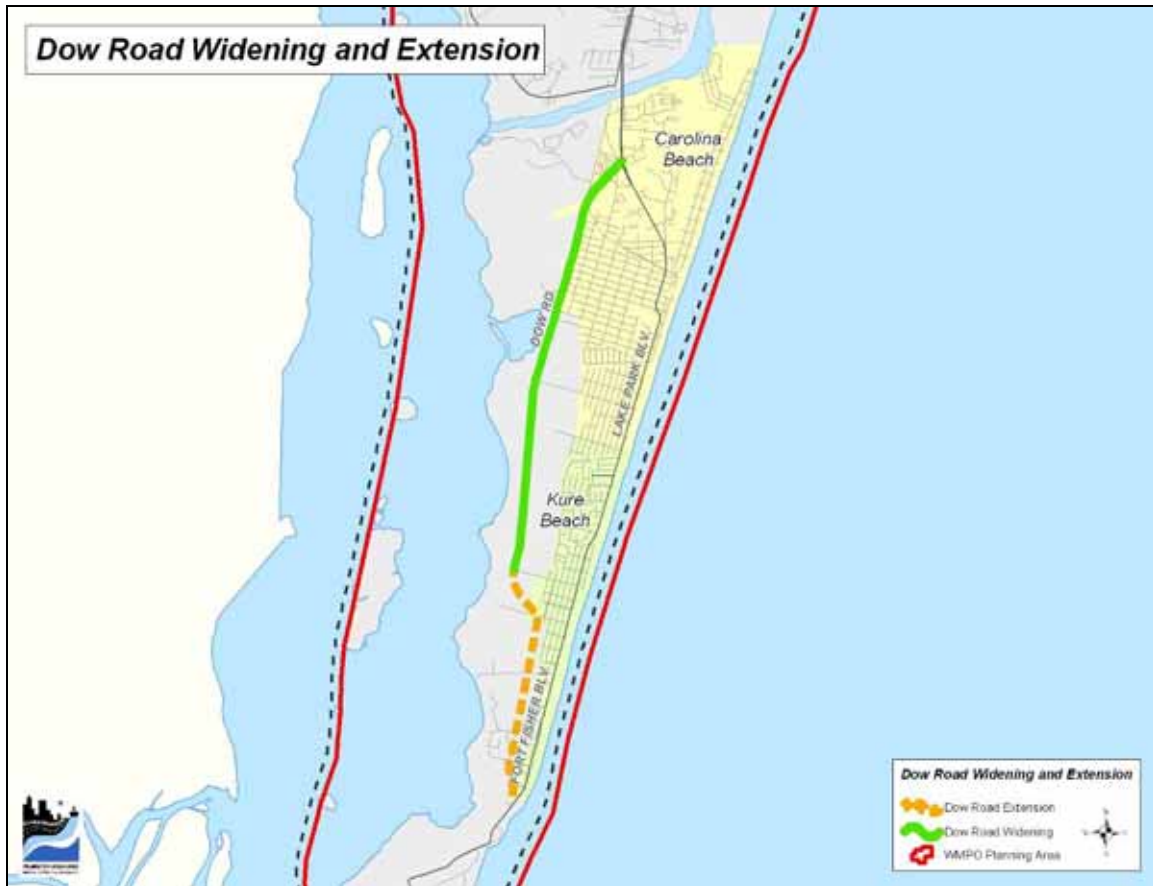 Dow Road Widening and Extension
Carolina
Beach
DOW RD.
LAKE PARK BLV.
Kure
Beach
FORT FISHER BLV.
Dow Road Widening and Extension
Dow Road Extension
Dow Road Widening
WMPO Planning Area